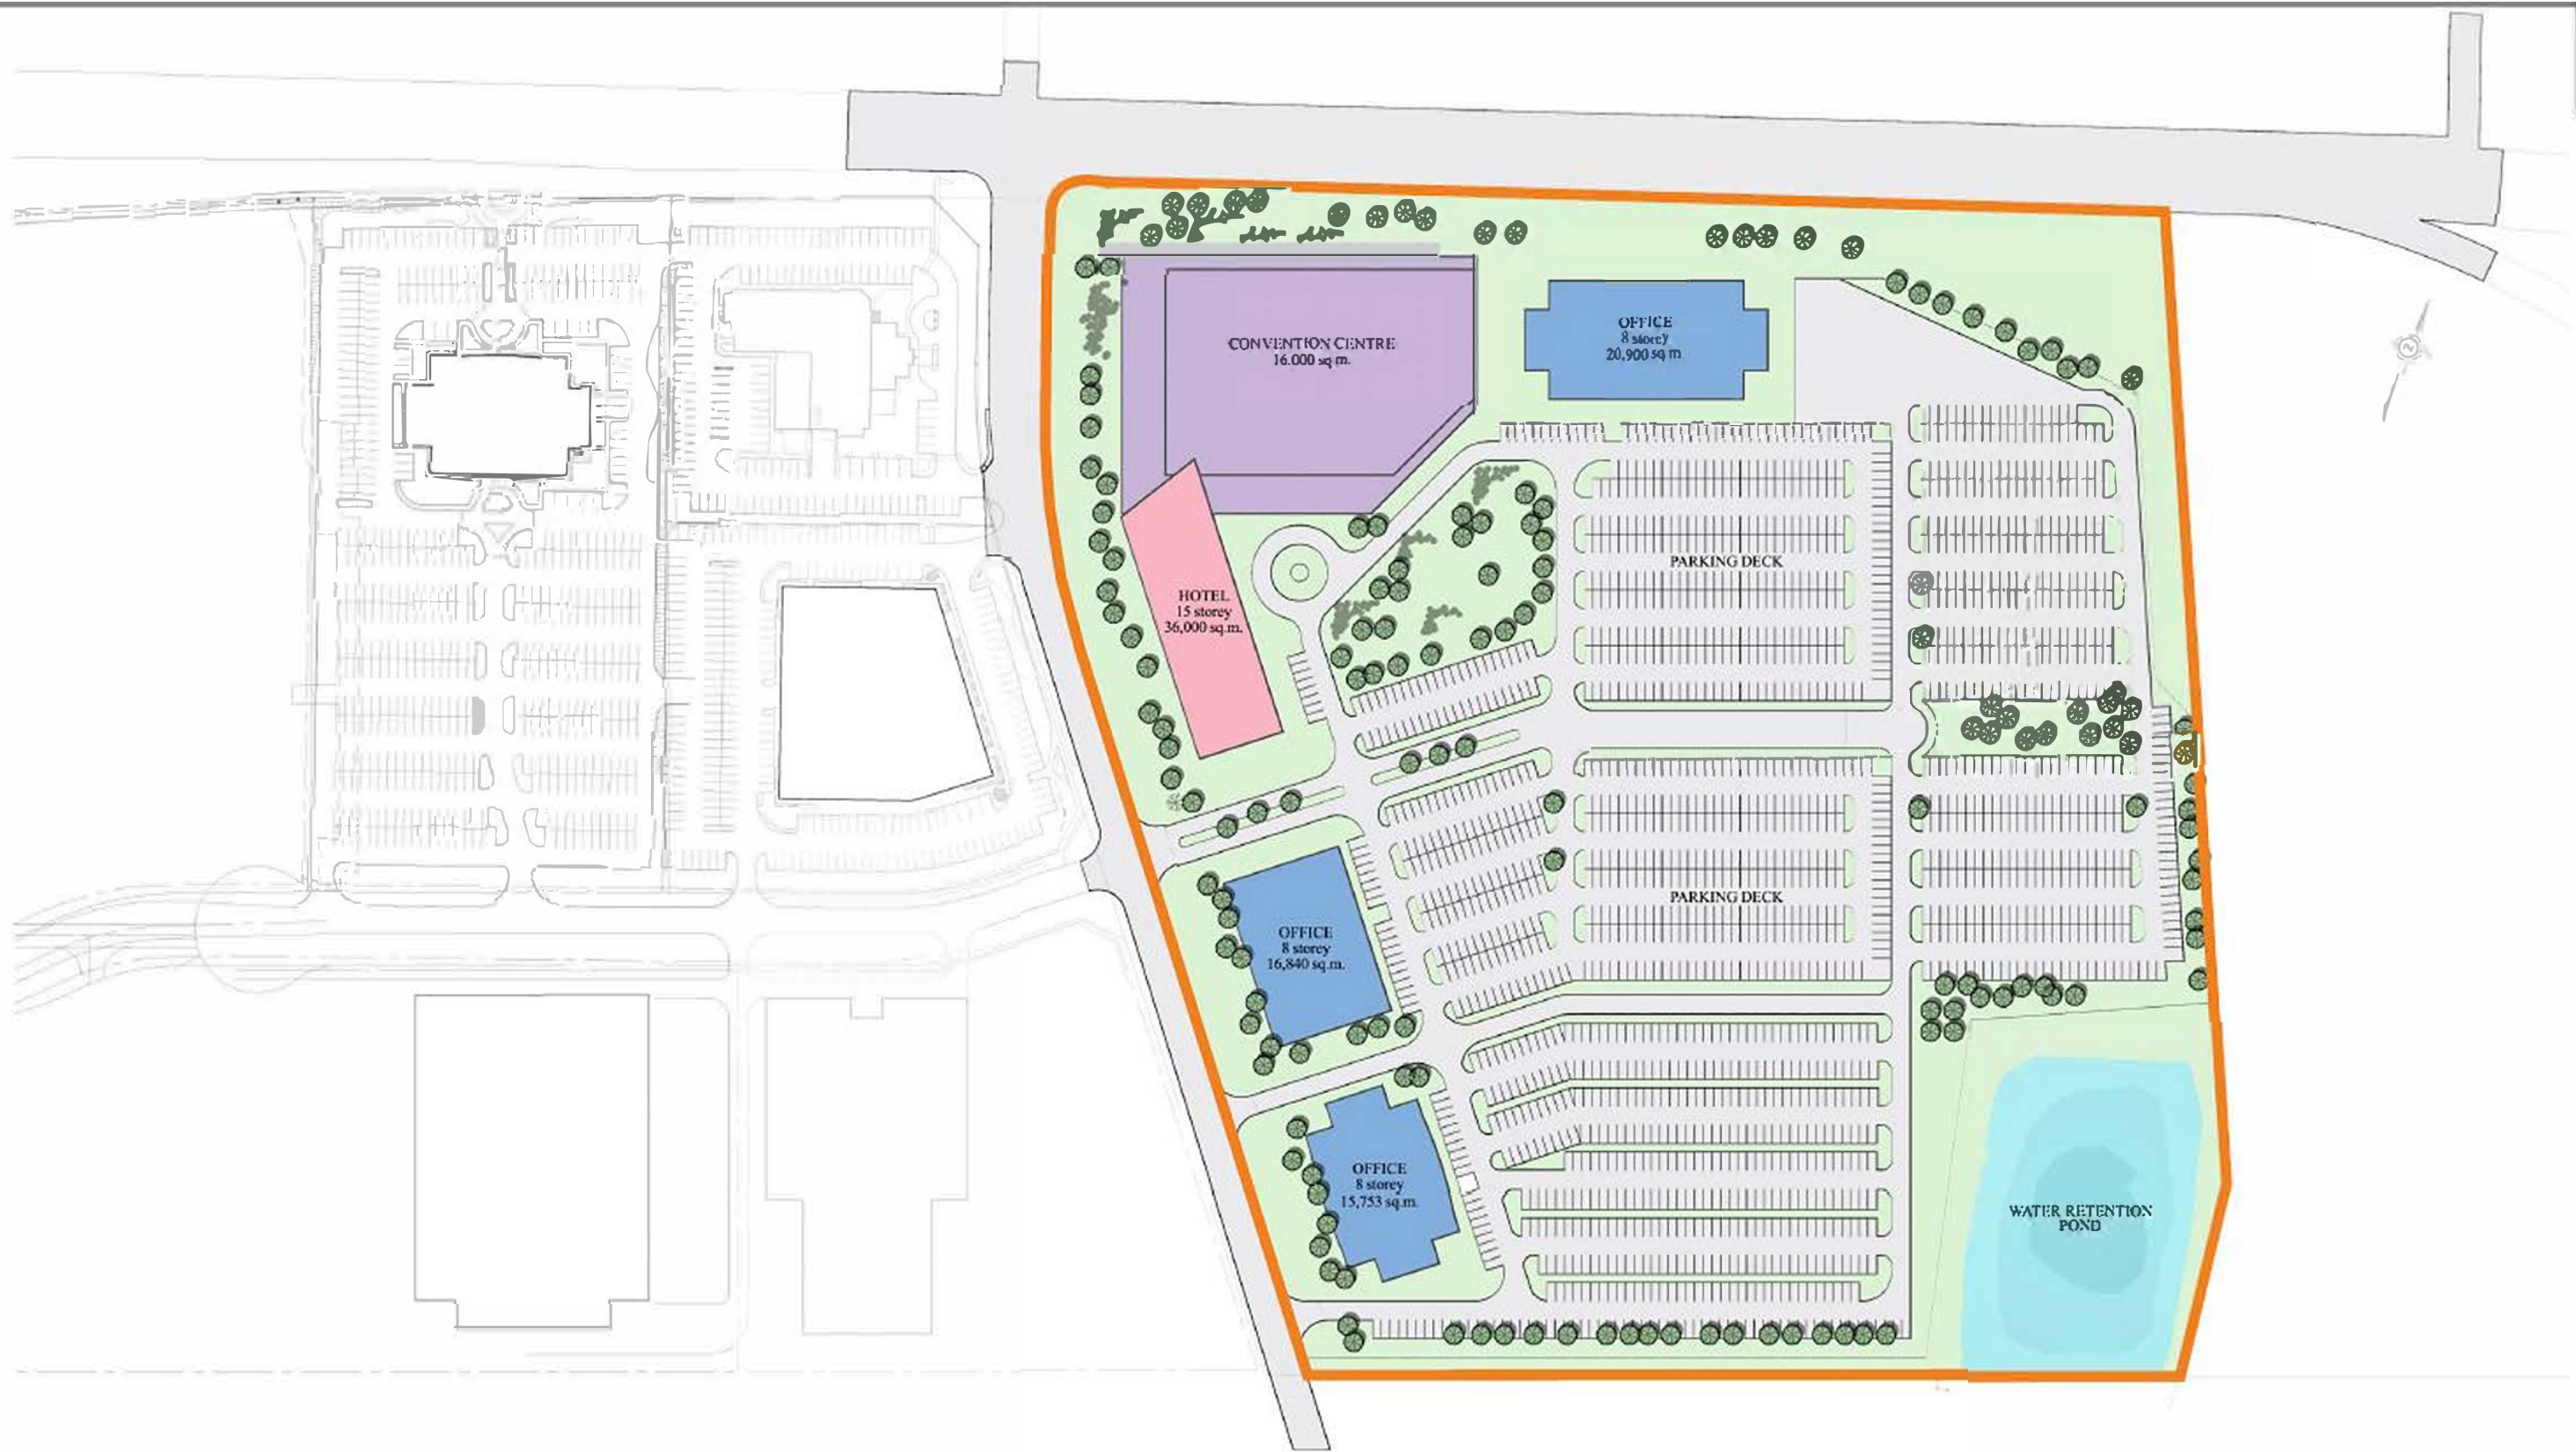 CONVENTION CENTRE
16.000 sq m.
OFFICE
8 storey
20,900 sq m
PARKING DECK
HOTEL
15 storey
36,000 sq.m.
PARKING DECK
OFFICE
8 storey
16,840 sq.m.
OFFICE
8 storey
15,753 sq.m.
WATER RETENTION
POND